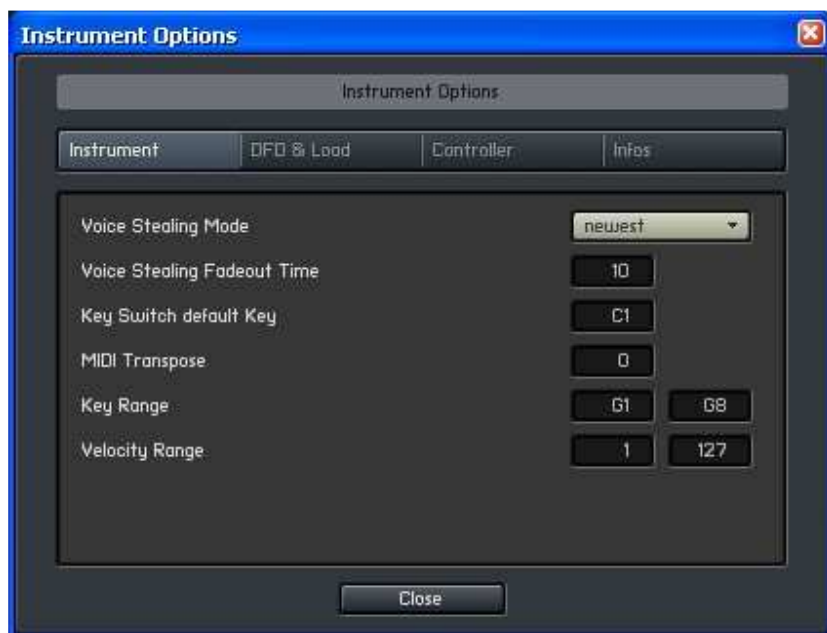 Instrument Options
Instrument Options
Instrument DFD & Load Controller Infos
Voice Stealing Mode newest
Voice Stealing Fadeout Time 10
Key Switch default Key C1
MIDI Transpose 0
Key Range G1 G8
Velocity Range 1 127
Close